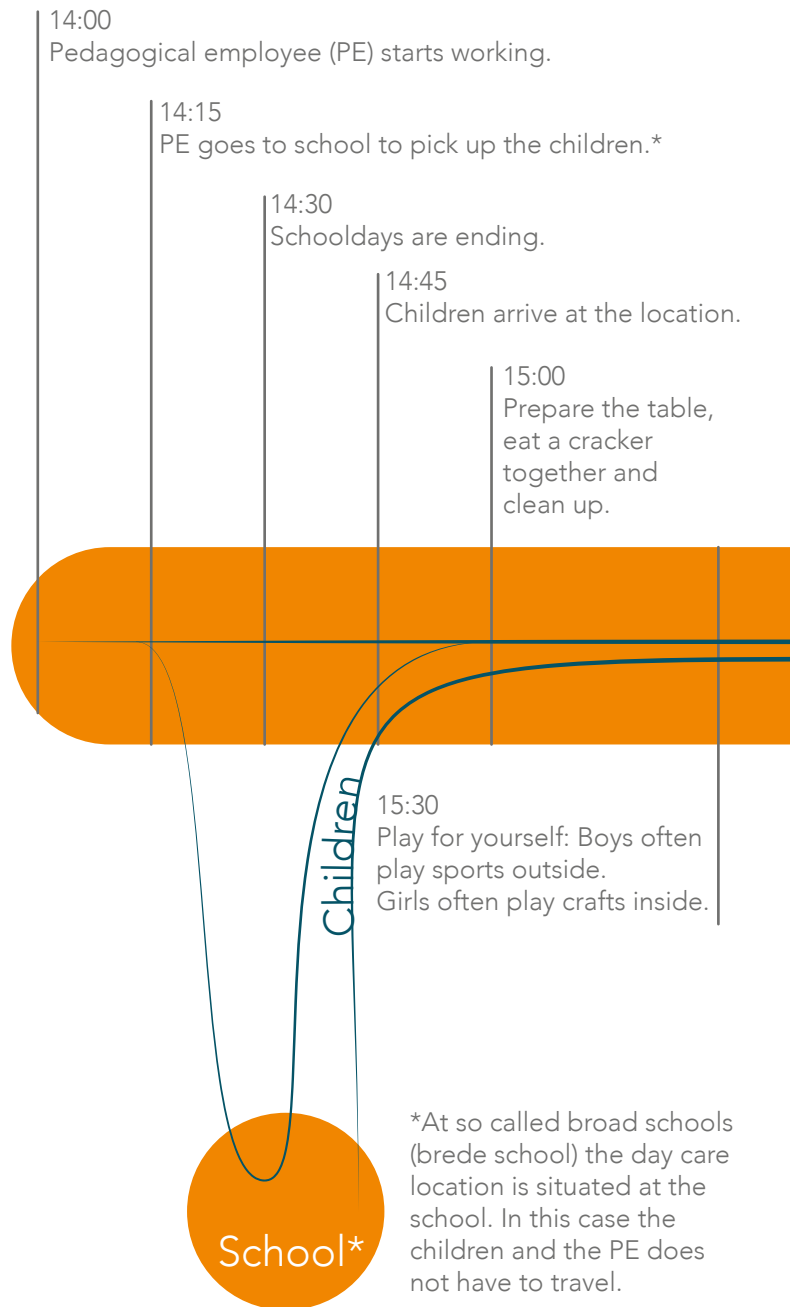 14:00
Pedagogical employee (PE) starts working.
14:15
PE goes to school to pick up the children.*
14:30
Schooldays are ending.
14:45
Children arrive at the location.
15:00
Prepare the table,
eat a cracker
together and
clean up.
Children
15:30
Play for yourself: Boys often
play sports outside.
Girls often play crafts inside.
School*
*At so called broad schools
(brede school) the day care
location is situated at the
school. In this case the
children and the PE does
not have to travel.